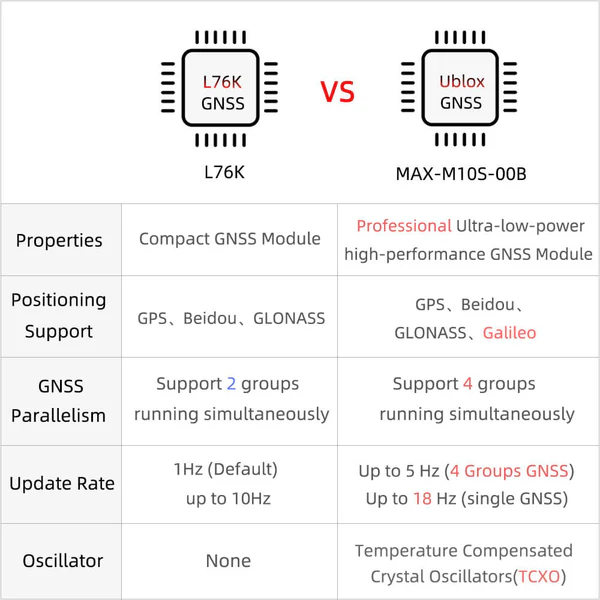 L76K
GNSS
VS
Ublox
GNSS
L76K
MAX-M10S-00B
Properties
Compact GNSS Module
Professional Ultra-low-power
high-performance GNSS Module
Positioning
Support
GPS、Beidou、GLONASS
GPS、Beidou、
GLONASS、Galileo
GNSS
Parallelism
Support 2 groups
running simultaneously
Support 4 groups
running simultaneously
Update Rate
1Hz (Default)
up to 10Hz
Up to 5 Hz (4 Groups GNSS)
Up to 18 Hz (single GNSS)
Oscillator
None
Temperature Compensated
Crystal Oscillators(TCXO)